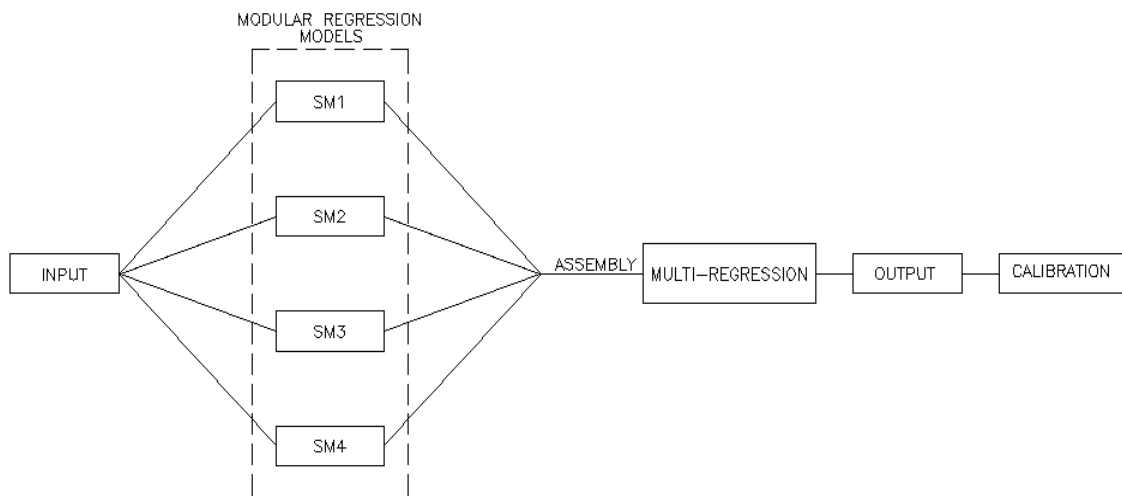 MODULAR REGRESSION
MODELS
SM1
SM2
INPUT
ASSEMBLY
MULTI-REGRESSION
OUTPUT
CALIBRATION
SM3
SM4